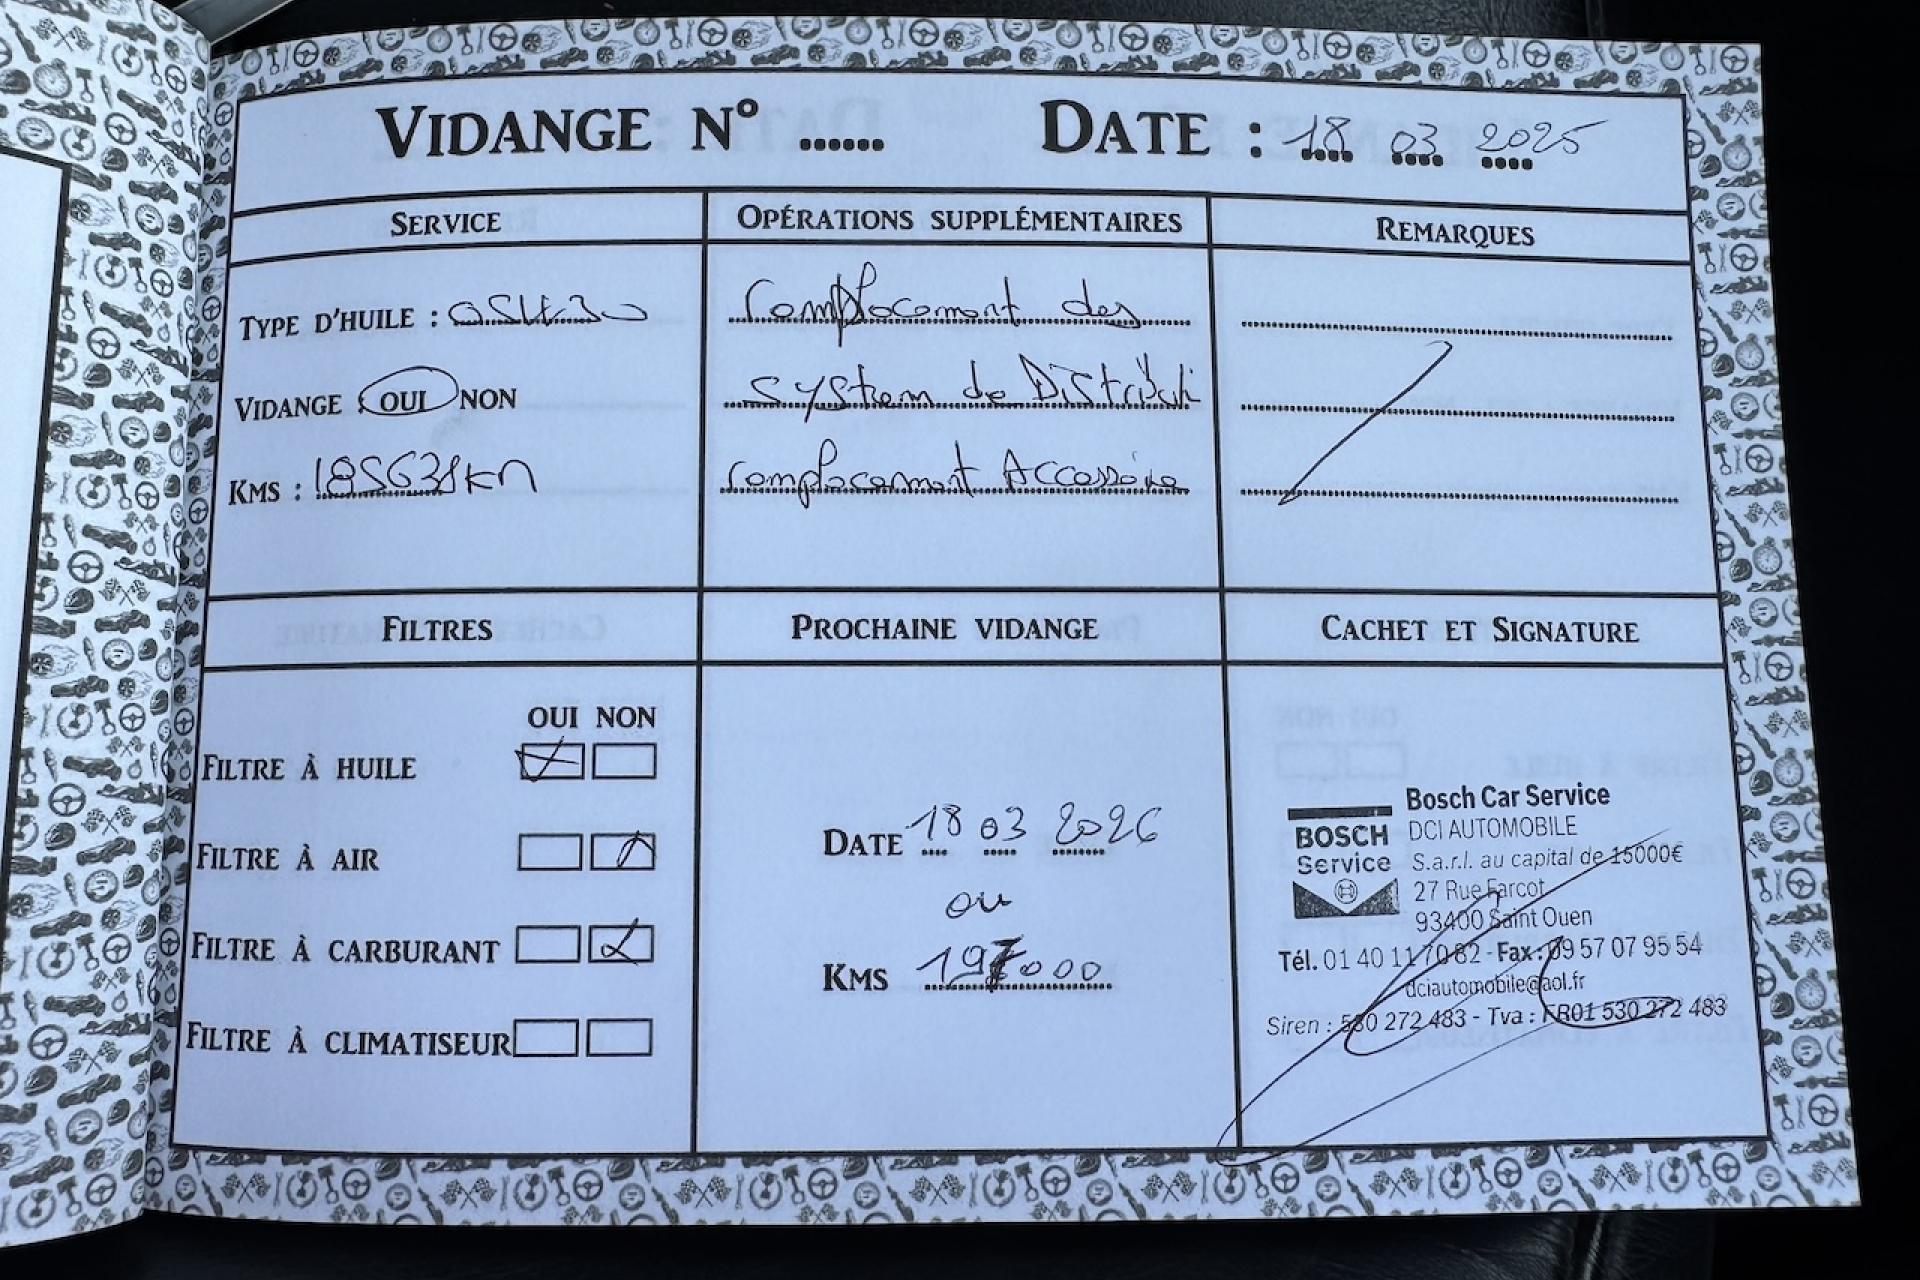 VIDANGE N° ......
DATE : 18 03 2025
SERVICE
OPÉRATIONS SUPPLÉMENTAIRES
REMARQUES
TYPE D'HUILE :
VIDANGE : OUI NON
KMS : 185638KM
Remplacement des
System de Distributi
remplacement Accessoire
FILTRES
PROCHAINE VIDANGE
CACHET ET SIGNATURE
OUI NON
FILTRE À HUILE
FILTRE À AIR
FILTRE À CARBURANT
FILTRE À CLIMATISEUR
DATE 18 03 2026
ou
KMS 197000
BOSCH
Service
Bosch Car Service
DCI AUTOMOBILE
S.a.r.l. au capital de 15000€
27 Rue Farcot
93400 Saint Ouen
Tél. 01 40 11 70 82 - Fax : 09 57 07 95 54
dciautomobile@aol.fr
Siren : 530 272 483 - Tva : FR01 530 272 483